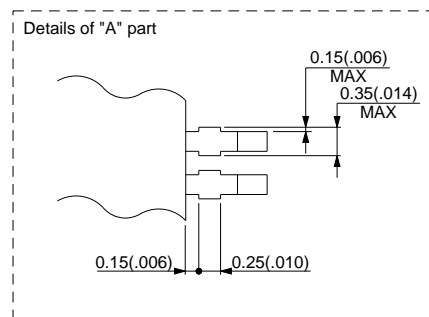 Details of "A" part
0.15(.006)
MAX
0.35(.014)
MAX
0.15(.006)
0.25(.010)